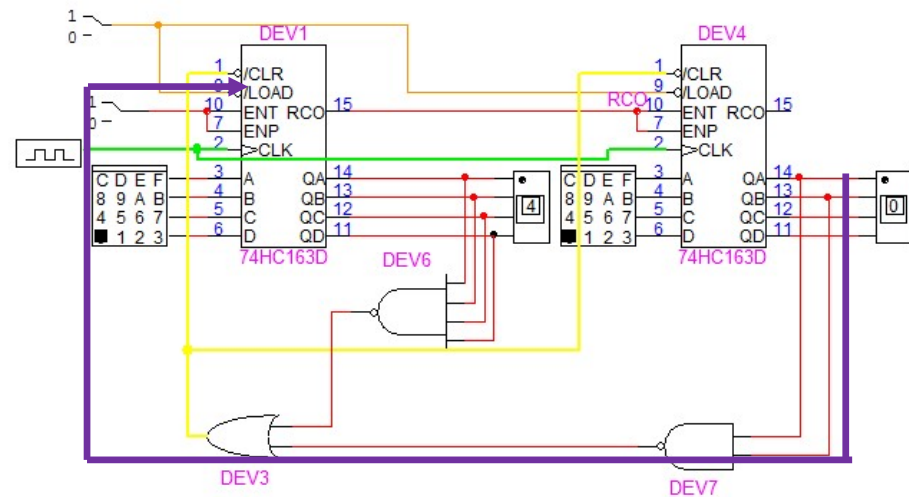 1
0
DEV1
DEV4
1 /CLR
9 /LOAD
10 ENT RCO 15
7 ENP
2 CLK
3 A QA 14
4 B QB 13
5 C QC 12
6 D QD 11
74HC163D
1
0
C D E F
8 9 A B
4 5 6 7
1 2 3
4
RCO
1 /CLR
9 /LOAD
10 ENT RCO 15
7 ENP
2 CLK
3 A QA 14
4 B QB 13
5 C QC 12
6 D QD 11
74HC163D
C D E F
8 9 A B
4 5 6 7
1 2 3
0
DEV6
DEV3
DEV7